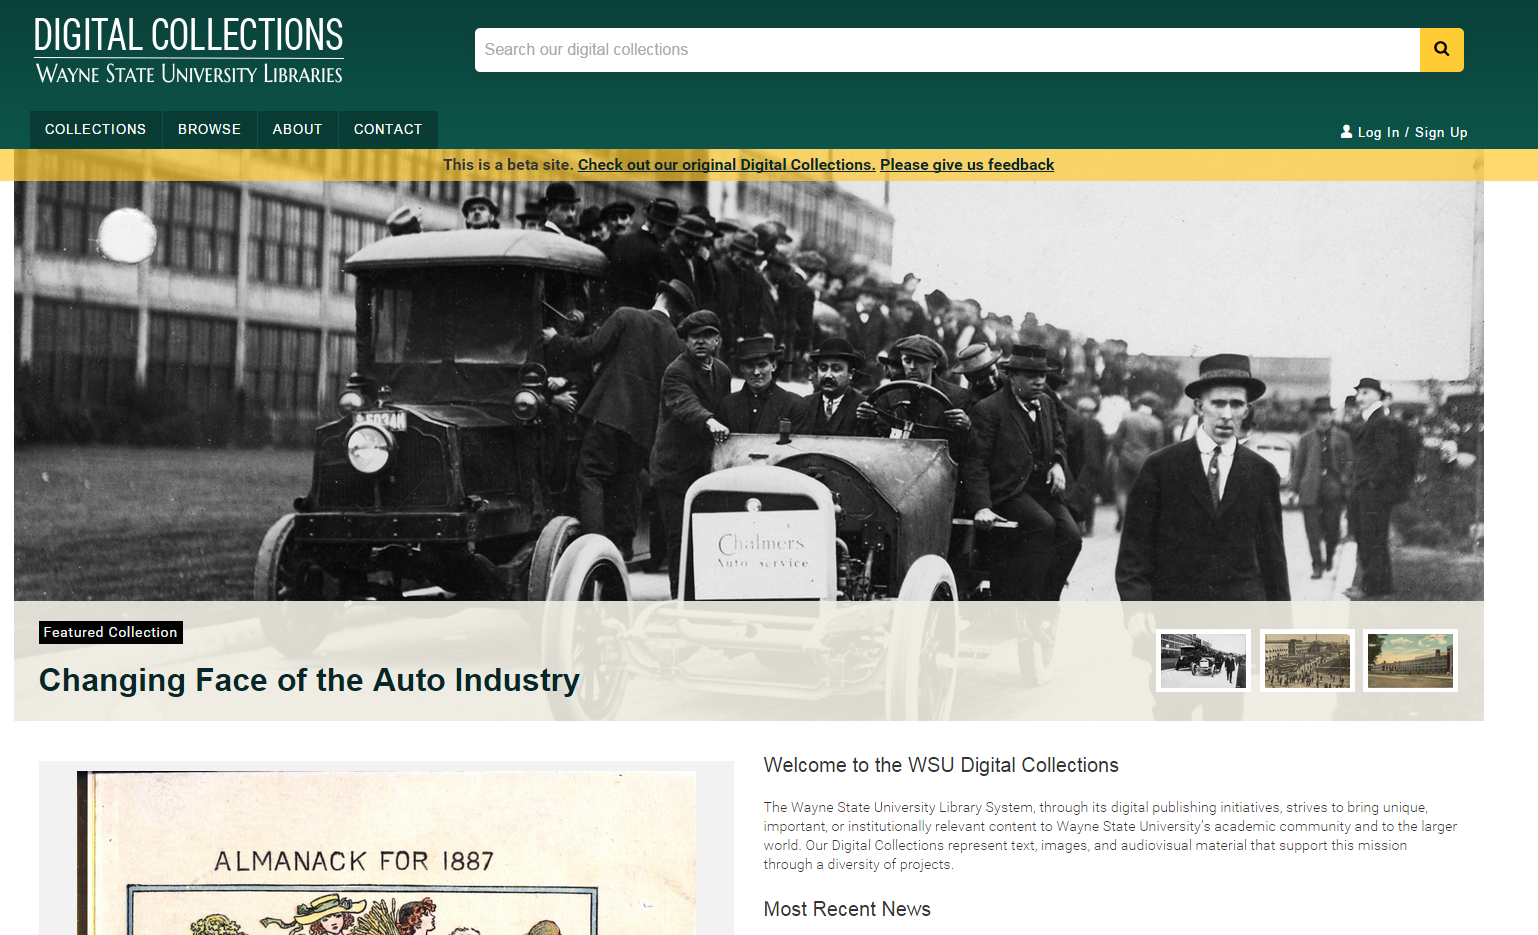 DIGITAL COLLECTIONS
WAYNE STATE UNIVERSITY LIBRARIES
Search our digital collections
COLLECTIONS BROWSE ABOUT CONTACT
Log In / Sign Up
This is a beta site. Check out our original Digital Collections. Please give us feedback
Chalmers
Auto Service
Featured Collection
Changing Face of the Auto Industry
ALMANACK FOR 1887
Welcome to the WSU Digital Collections
The Wayne State University Library System, through its digital publishing initiatives, strives to bring unique,
important, or institutionally relevant content to Wayne State University's academic community and to the larger
world. Our Digital Collections represent text, images, and audiovisual material that support this mission
through a diversity of projects.
Most Recent News